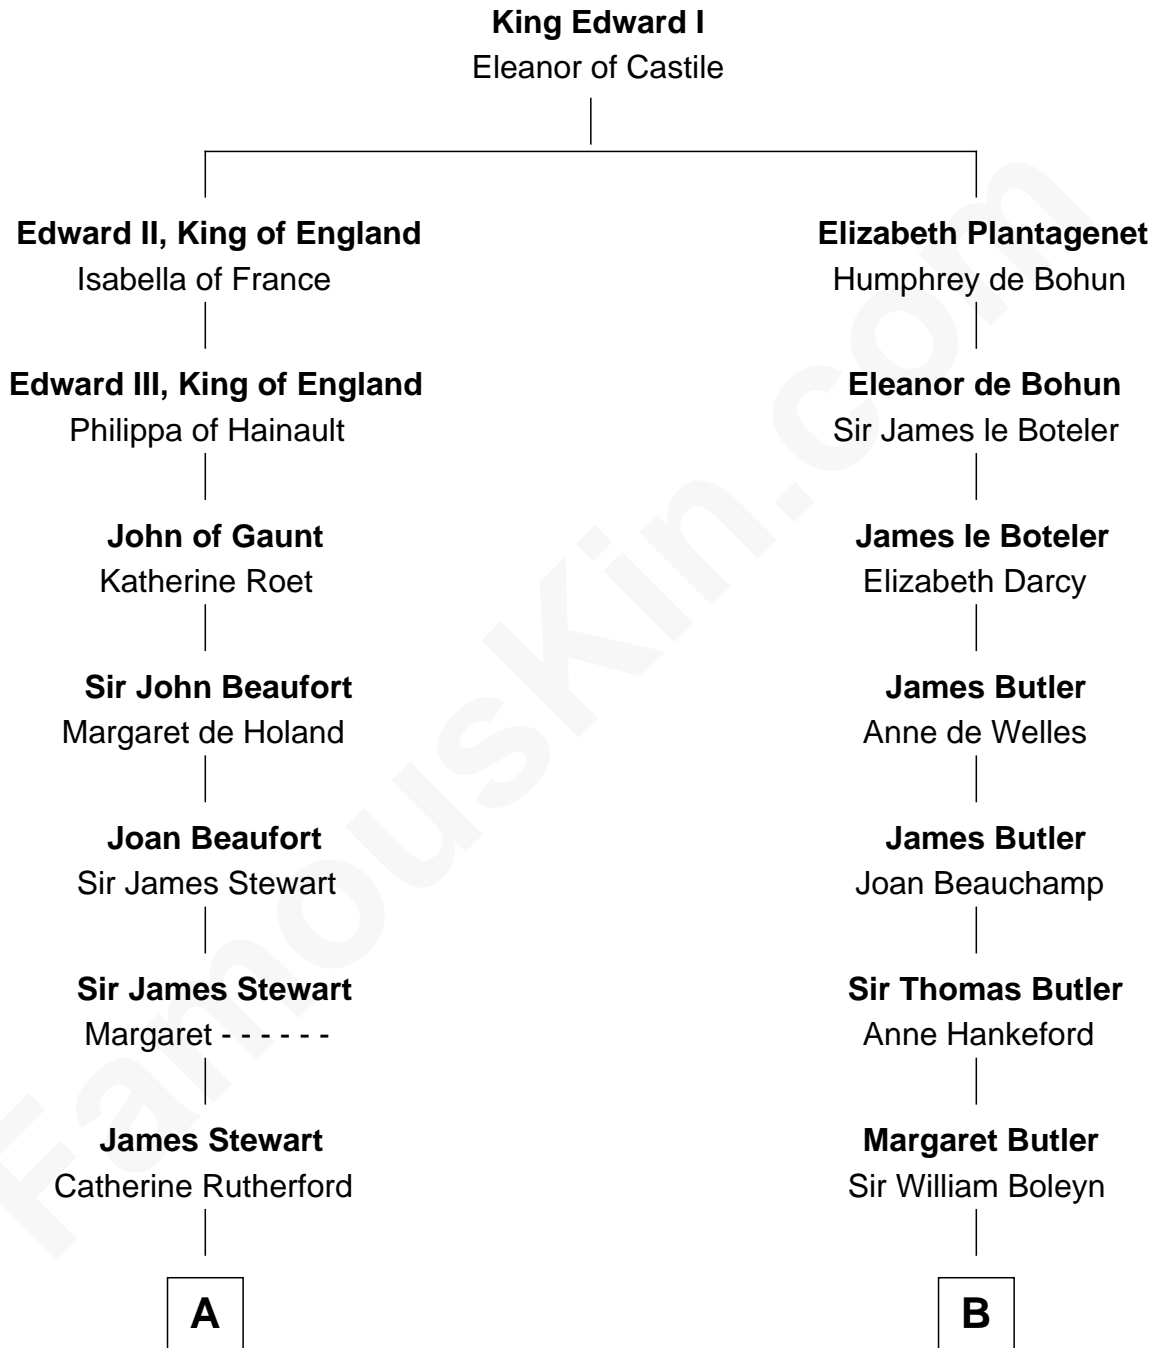 King Edward I
Eleanor of Castile
Edward II, King of England
Isabella of France
Elizabeth Plantagenet
Humphrey de Bohun
Edward III, King of England
Philippa of Hainault
Eleanor de Bohun
Sir James le Boteler
John of Gaunt
Katherine Roet
James le Boteler
Elizabeth Darcy
Sir John Beaufort
Margaret de Holand
James Butler
Anne de Welles
Joan Beaufort
Sir James Stewart
James Butler
Joan Beauchamp
Sir James Stewart
Margaret - - - - - -
Sir Thomas Butler
Anne Hankeford
James Stewart
Catherine Rutherford
Margaret Butler
Sir William Boleyn
A
B
FamousKin.com